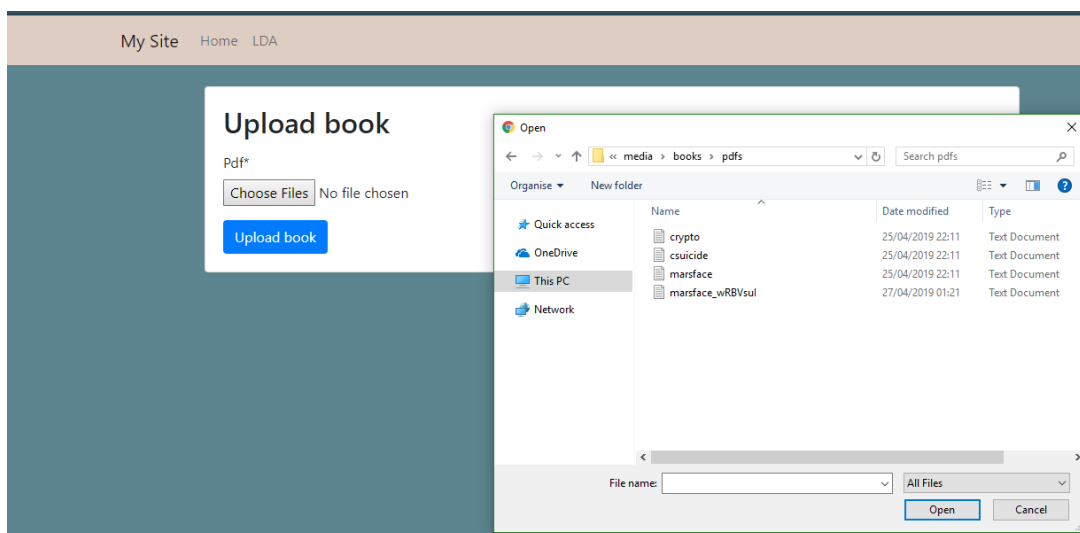 My Site Home LDA
Upload book
Pdf*
Choose Files No file chosen
Upload book
Open
« media › books › pdfs
Search pdfs
Organise New folder
Quick access
OneDrive
This PC
Network
Name Date modified Type
crypto 25/04/2019 22:11 Text Document
csuicide 25/04/2019 22:11 Text Document
marsface 25/04/2019 22:11 Text Document
marsface_wRBVsul 27/04/2019 01:21 Text Document
File name: All Files
Open Cancel